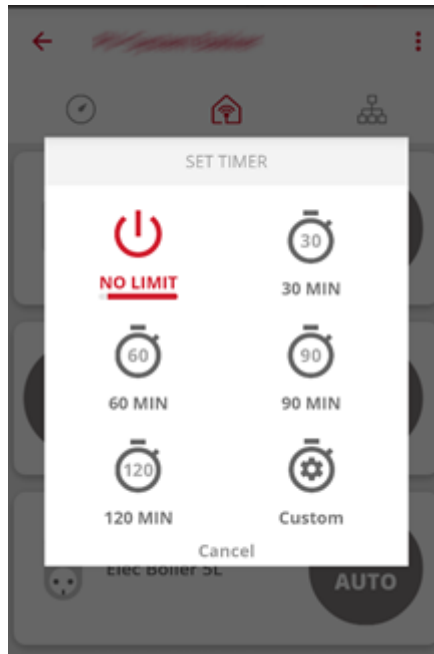 SET TIMER
NO LIMIT
30
30 MIN
60
60 MIN
90
90 MIN
120
120 MIN
Custom
Cancel
Elec Boiler 5L
AUTO